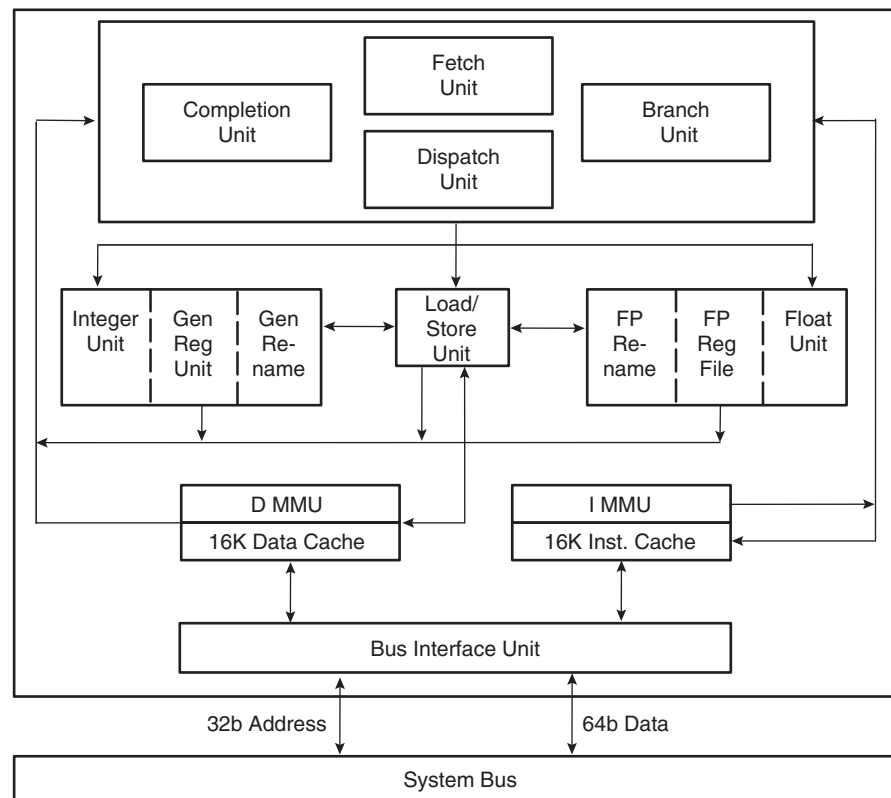 Fetch
Unit
Completion
Unit
Branch
Unit
Dispatch
Unit
Integer
Unit
Gen
Reg
Unit
Gen
Re-
name
Load/
Store
Unit
FP
Re-
name
FP
Reg
File
Float
Unit
D MMU
16K Data Cache
I MMU
16K Inst. Cache
Bus Interface Unit
32b Address
64b Data
System Bus